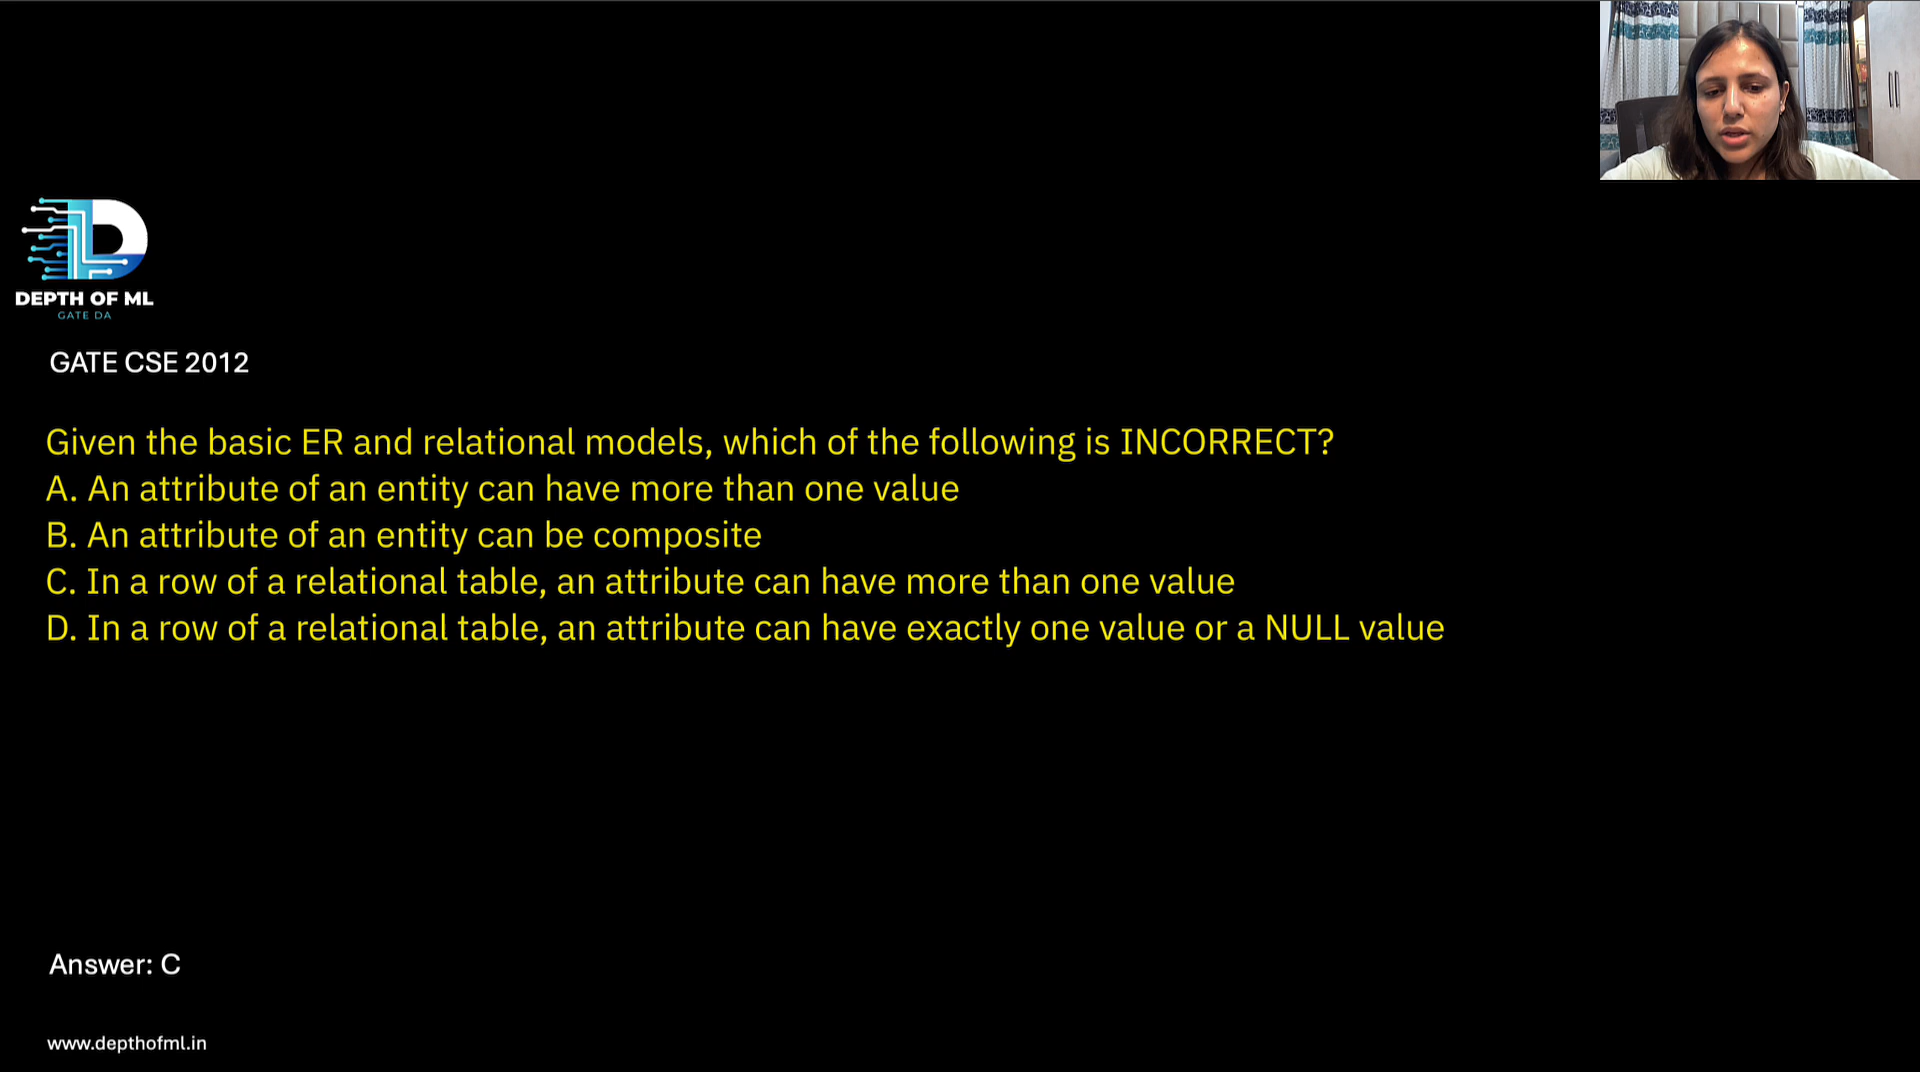 DEPTH OF ML
GATE DA
GATE CSE 2012
Given the basic ER and relational models, which of the following is INCORRECT?
A. An attribute of an entity can have more than one value
B. An attribute of an entity can be composite
C. In a row of a relational table, an attribute can have more than one value
D. In a row of a relational table, an attribute can have exactly one value or a NULL value
Answer: C
www.depthofml.in